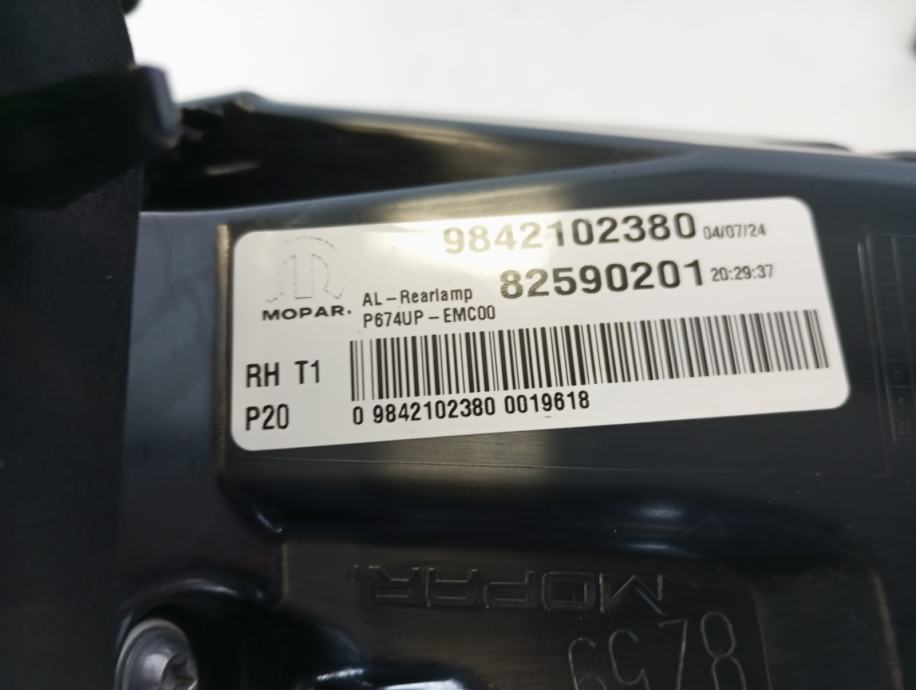 9842102380 04/07/24
82590201 20:29:37
MOPAR.
AL-Rearlamp
P674UP-EMC00
RH T1
P20
0 9842102380 0019618
MOPAR